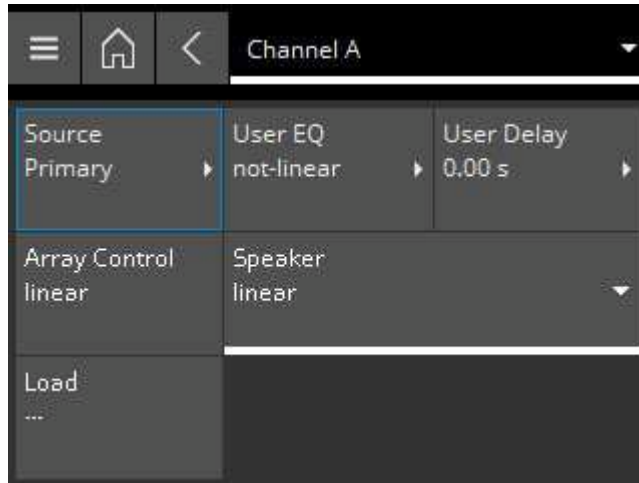 Channel A
Source
Primary
User EQ
not-linear
User Delay
0.00 s
Array Control
linear
Speaker
linear
Load
---